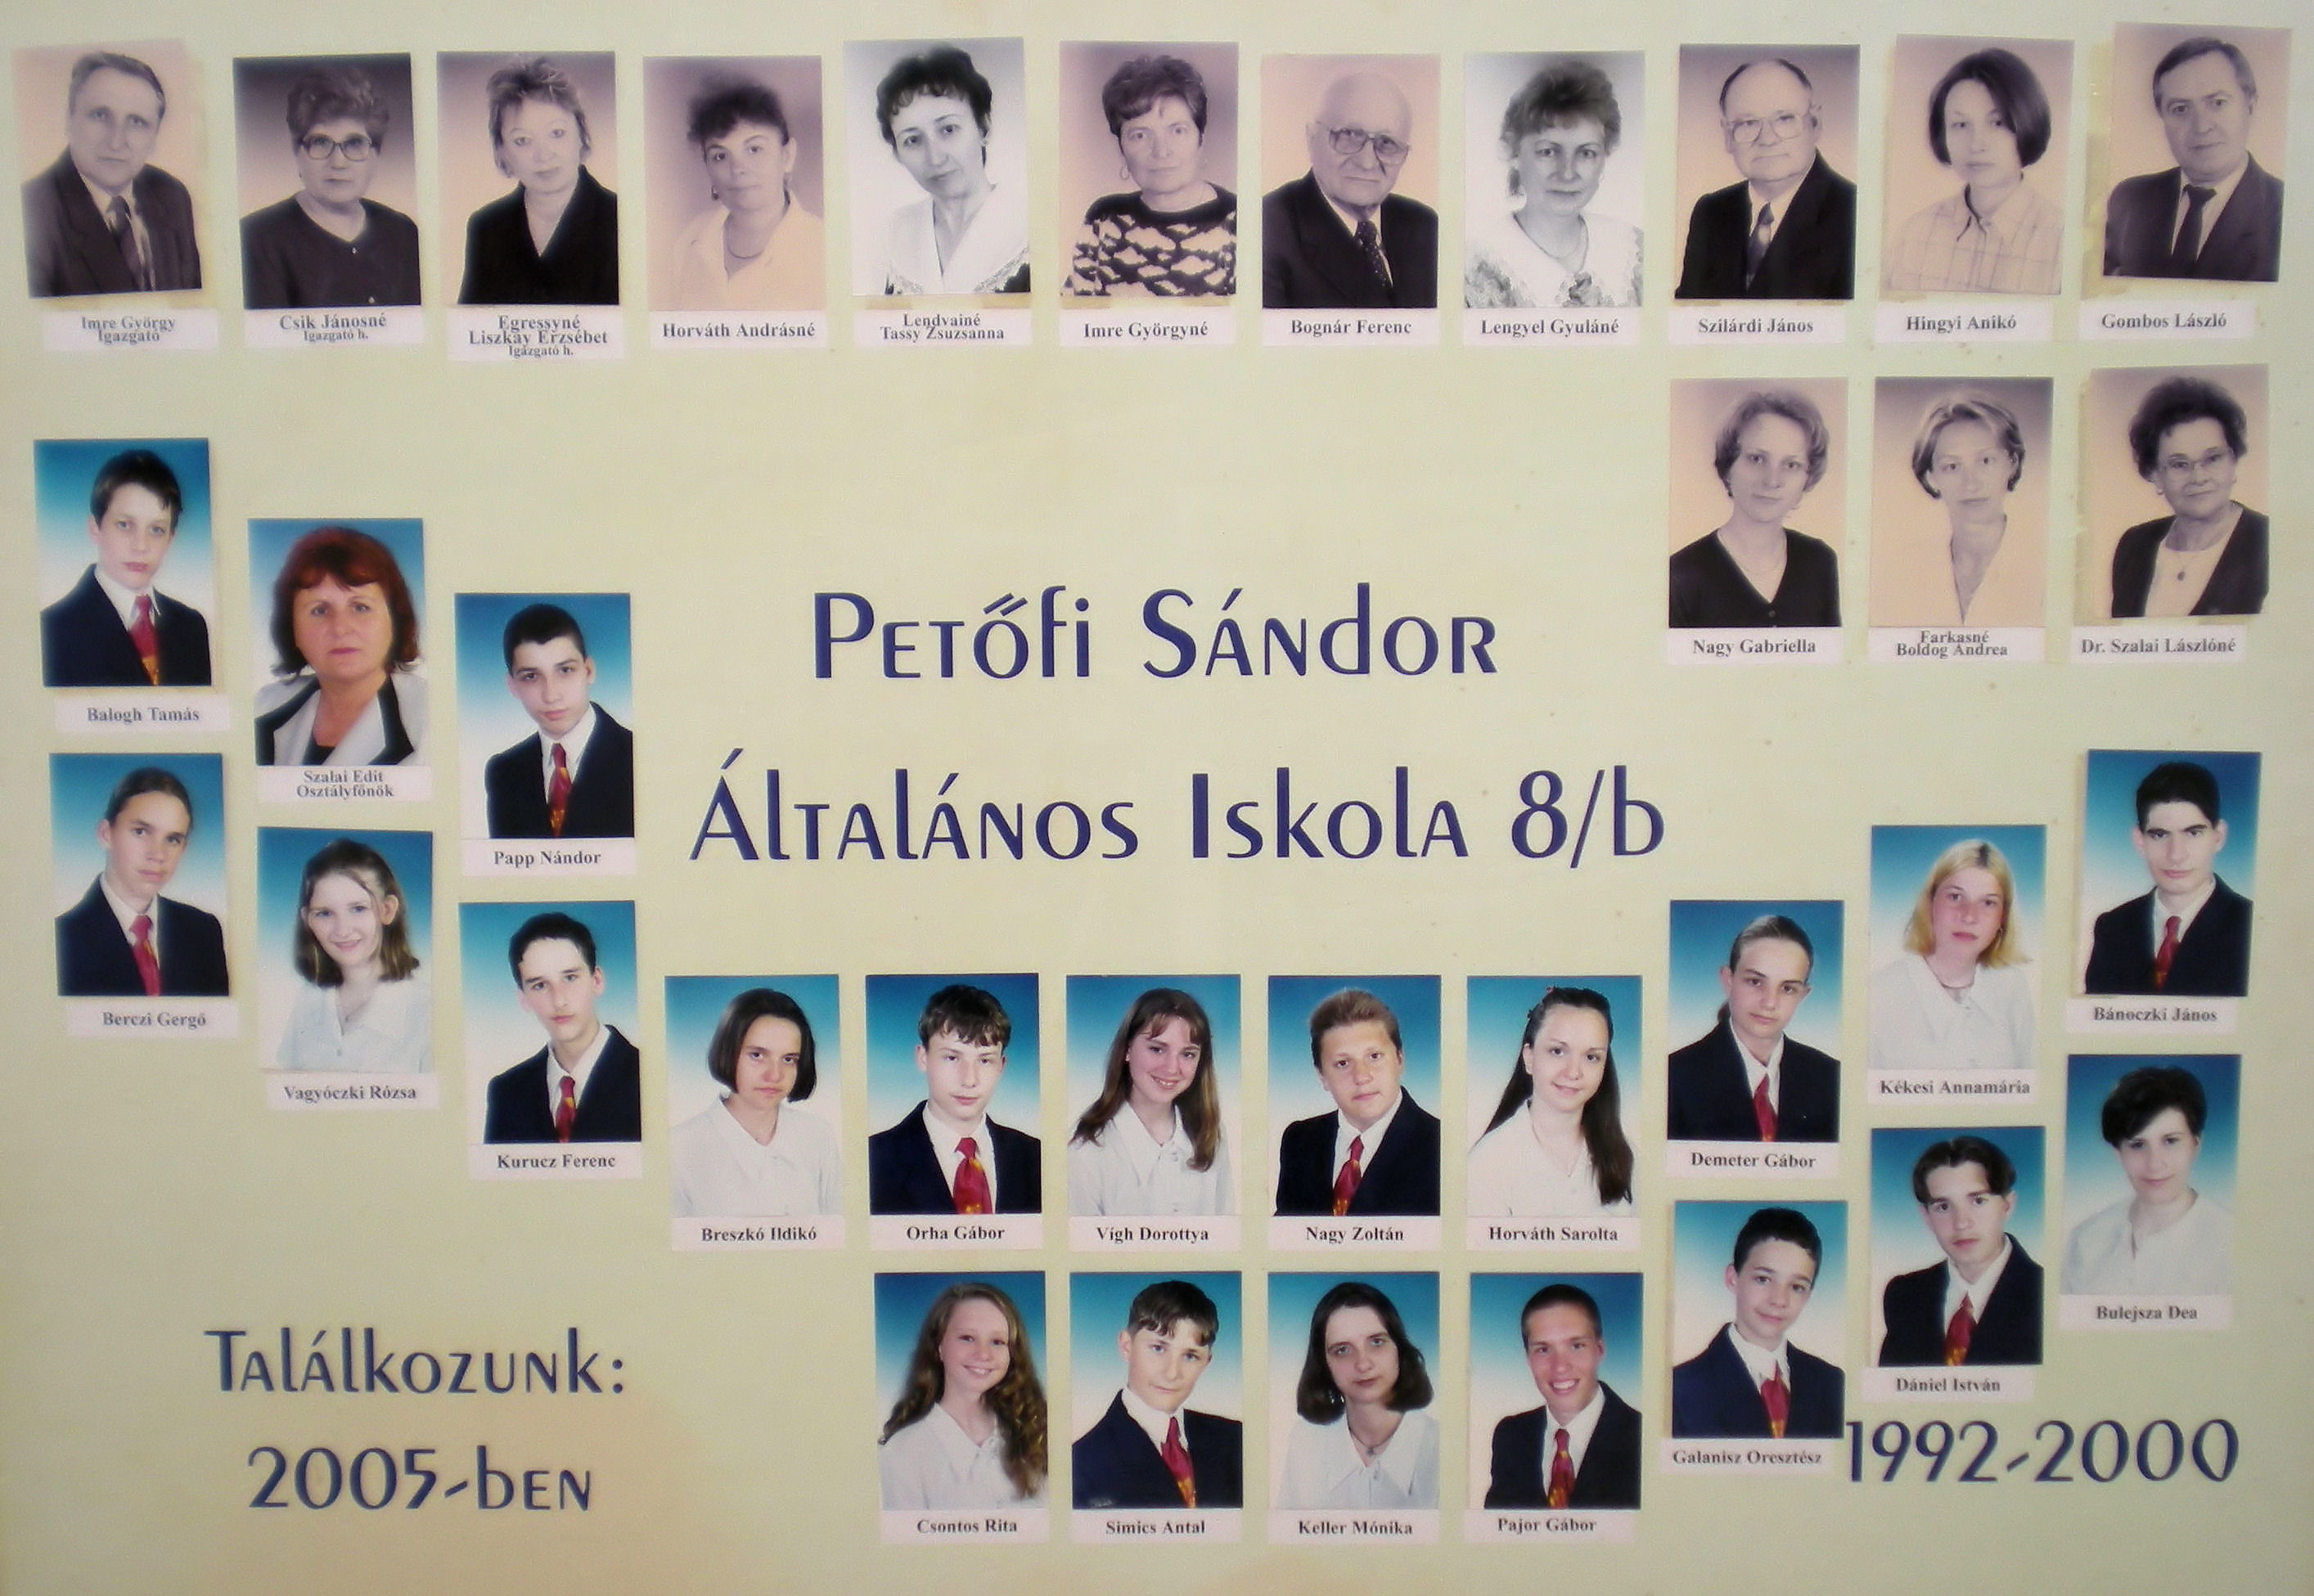 Imre György
Igazgató
Csik Jánosné
Igazgató h.
Egressyné
Liszkay Erzsébet
Igazgató h.
Horváth Andrásné
Lendvainé
Tassy Zsuzsanna
Imre Györgyné
Bognár Ferenc
Lengyel Gyuláné
Szilárdi János
Hingyi Anikó
Gombos László
Nagy Gabriella
Farkasné
Boldog Andrea
Dr. Szalai Lászlóné
Balogh Tamás
Szalai Edit
Osztályfőnök
Papp Nándor
Petőfi Sándor
Általános Iskola 8/b
Berczi Gergő
Vagyóczki Rózsa
Kurucz Ferenc
Breszkó Ildikó
Orha Gábor
Vígh Dorottya
Nagy Zoltán
Horváth Sarolta
Demeter Gábor
Kékesi Annamária
Bánoczki János
Csontos Rita
Simics Antal
Keller Mónika
Pajor Gábor
Galanisz Oresztész
Dániel István
Bulejsza Dea
Találkozunk:
2005-ben
1992-2000